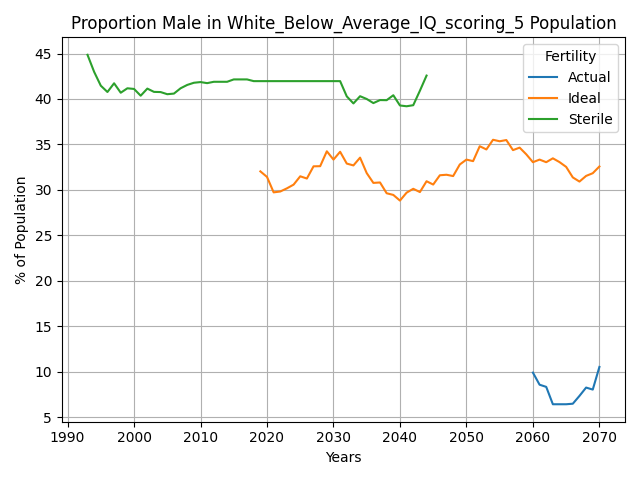 Proportion Male in White_Below_Average_IQ_scoring_5 Population
Fertility
Actual
Ideal
Sterile
% of Population
45
40
35
30
25
20
15
10
5
1990 2000 2010 2020 2030 2040 2050 2060 2070
Years